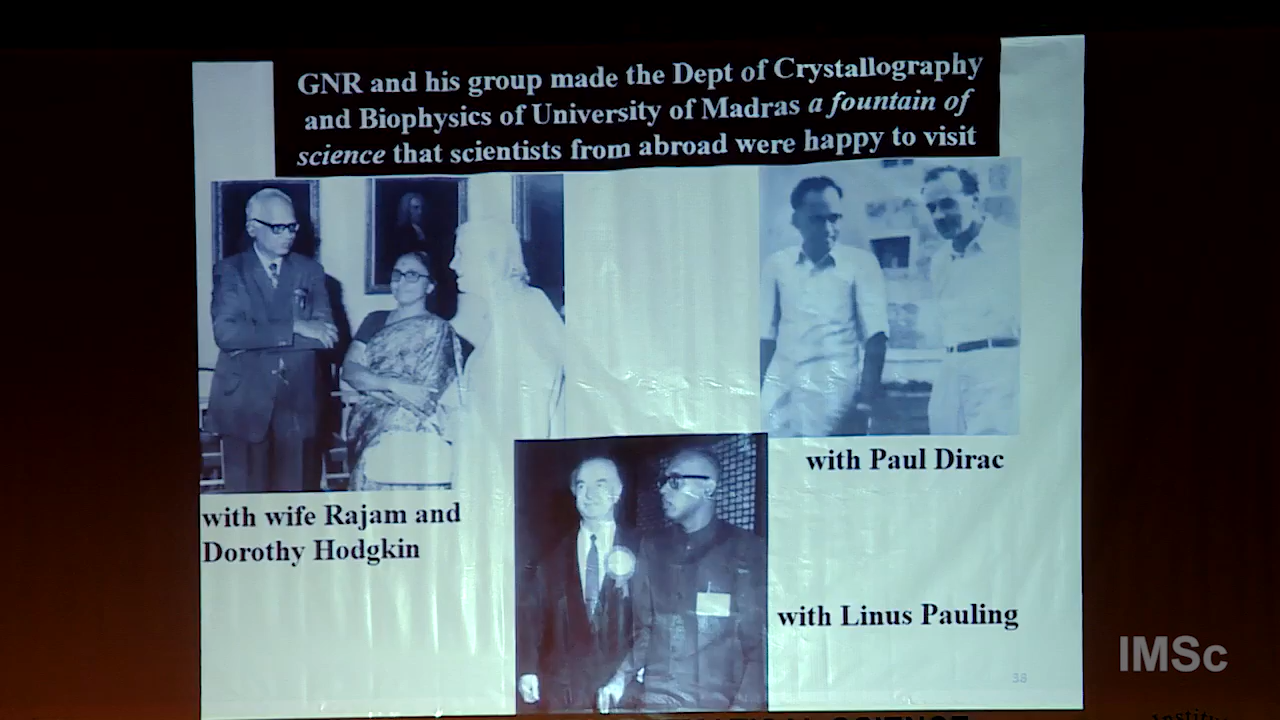 GNR and his group made the Dept of Crystallography
and Biophysics of University of Madras a fountain of
science that scientists from abroad were happy to visit
with Paul Dirac
with wife Rajam and
Dorothy Hodgkin
with Linus Pauling
IMSc
38